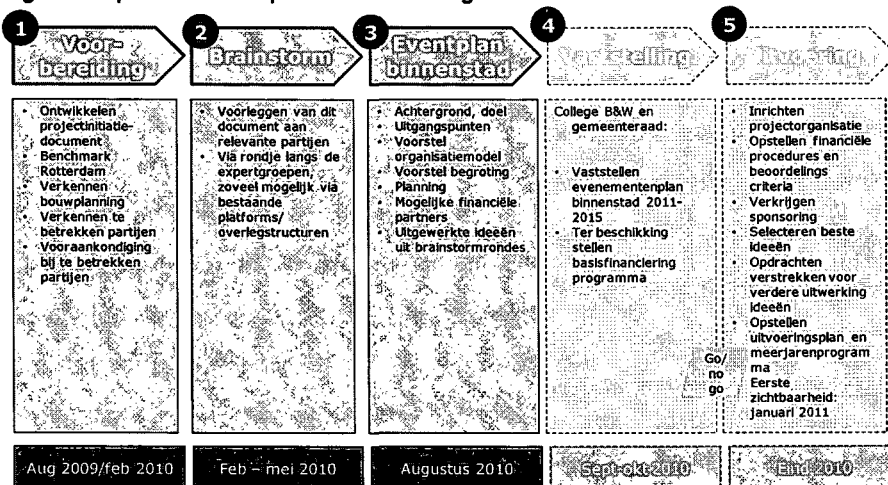 1
Voor-
bereiding
2
Brainstorm
3
Eventplan
binnenstad
4
Vaststelling
5
Uitvoering
• Ontwikkelen
projectinitiatie-
document
• Benchmark
Rotterdam
• Verkennen
bouwplanning
• Verkennen te
betrekken partijen
• Vooraankondiging
bij te betrekken
partijen
• Voorleggen van dit
document aan
relevante partijen
• Via rondje langs de
expertgroepen,
zoveel mogelijk via
bestaande
platforms/
overlegstructuren
• Achtergrond, doel
• Uitgangspunten
• Voorstel
organisatiemodel
• Voorstel begroting
• Planning
• Mogelijke financiële
partners
• Uitgewerkte ideeën
uit brainstormrondes
College B&W en
gemeenteraad:
• Vaststellen
evenementenplan
binnenstad 2011-
2015
• Ter beschikking
stellen
basisfinanciering
programma
Go/
no
go
• Inrichten
projectorganisatie
• Opstellen financiële
procedures en
beoordelings
criteria
• Verkrijgen
sponsoring
• Selecteren beste
ideeën
• Opdrachten
verstrekken voor
verdere uitwerking
ideeën
• Opstellen
uitvoeringsplan en
meerjarenprogram
ma
• Eerste
zichtbaarheid:
januari 2011
Aug 2009/feb 2010
Feb – mei 2010
Augustus 2010
Sept-okt 2010
Eind 2010